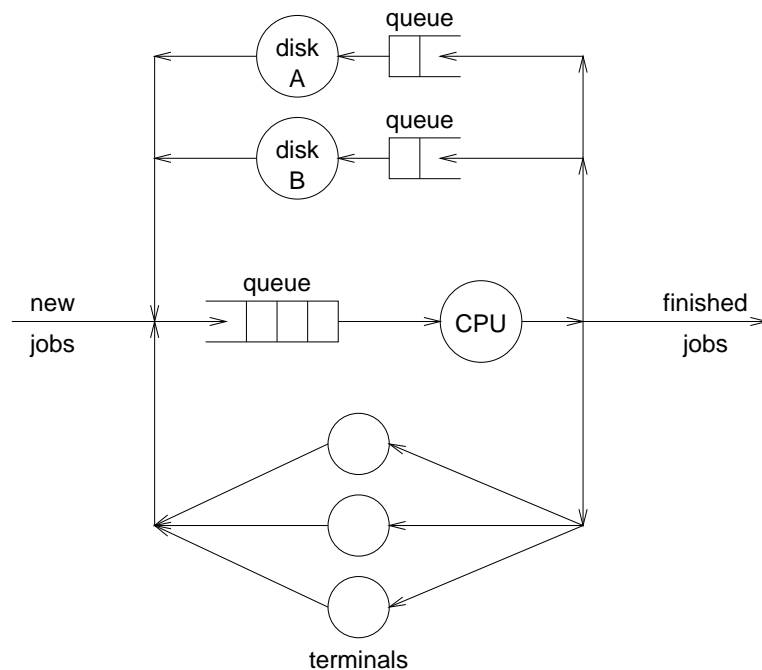 queue
disk
A
queue
disk
B
queue
new
jobs
CPU
finished
jobs
terminals